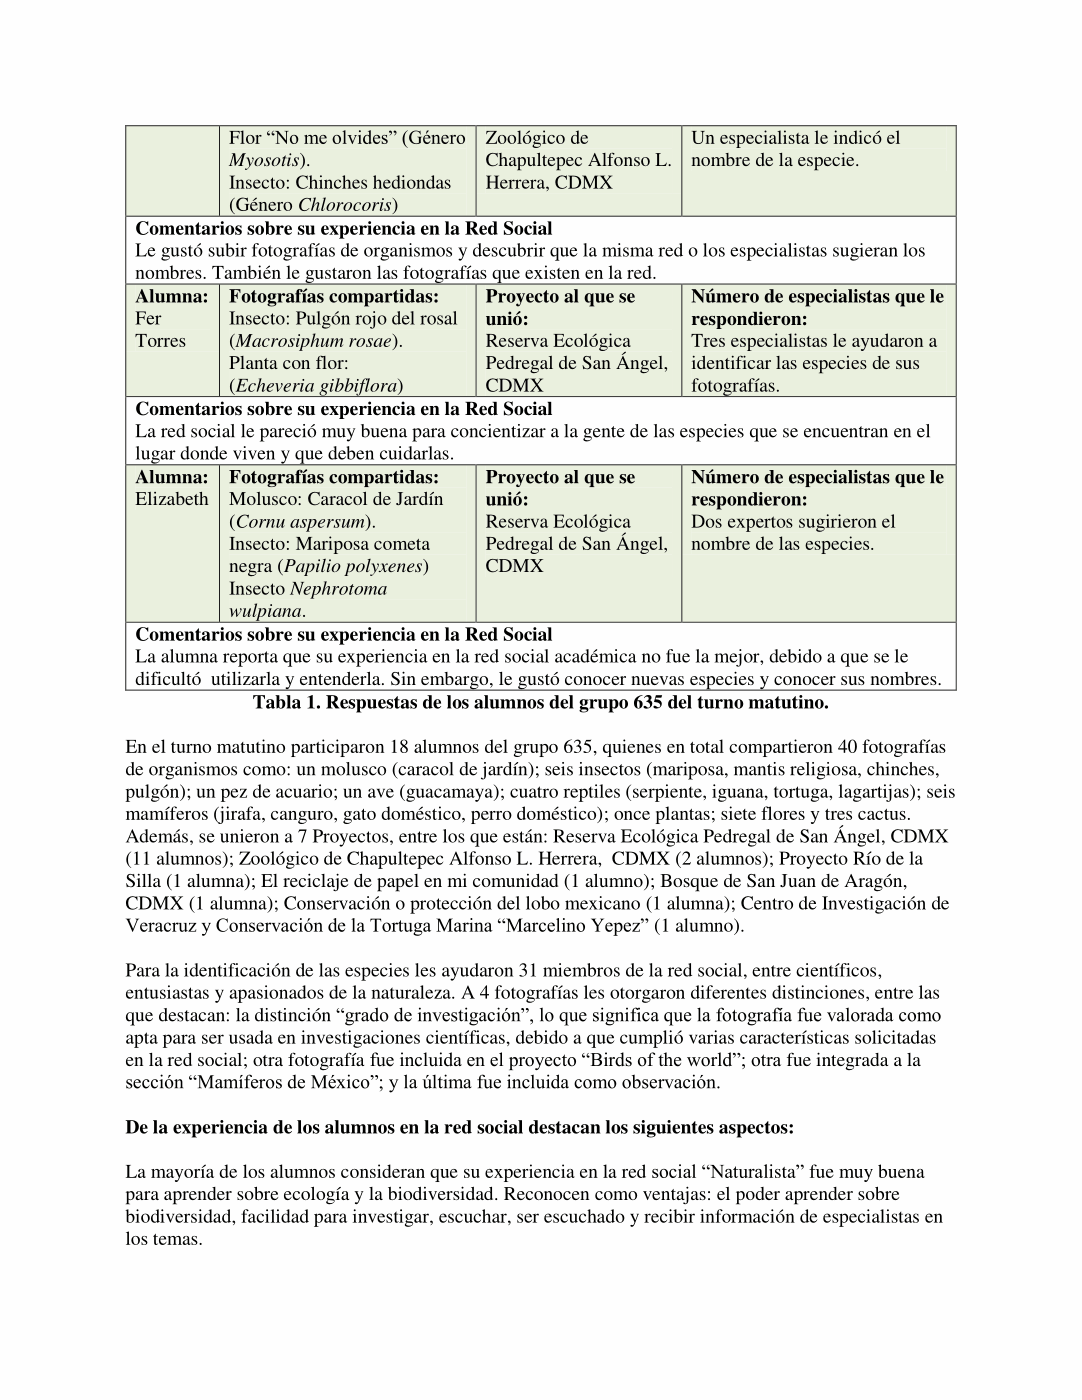 Flor “No me olvides” (Género
Myosotis).
Insecto: Chinches hediondas
(Género Chlorocoris)
Zoológico de
Chapultepec Alfonso L.
Herrera, CDMX
Un especialista le indicó el
nombre de la especie.
Comentarios sobre su experiencia en la Red Social
Le gustó subir fotografías de organismos y descubrir que la misma red o los especialistas sugieran los
nombres. También le gustaron las fotografías que existen en la red.
Alumna:
Fer
Torres
Fotografías compartidas:
Insecto: Pulgón rojo del rosal
(Macrosiphum rosae).
Planta con flor:
(Echeveria gibbiflora)
Proyecto al que se
unió:
Reserva Ecológica
Pedregal de San Ángel,
CDMX
Número de especialistas que le
respondieron:
Tres especialistas le ayudaron a
identificar las especies de sus
fotografías.
Comentarios sobre su experiencia en la Red Social
La red social le pareció muy buena para concientizar a la gente de las especies que se encuentran en el
lugar donde viven y que deben cuidarlas.
Alumna:
Elizabeth
Fotografías compartidas:
Molusco: Caracol de Jardín
(Cornu aspersum).
Insecto: Mariposa cometa
negra (Papilio polyxenes)
Insecto Nephrotoma
wulpiana.
Proyecto al que se
unió:
Reserva Ecológica
Pedregal de San Ángel,
CDMX
Número de especialistas que le
respondieron:
Dos expertos sugirieron el
nombre de las especies.
Comentarios sobre su experiencia en la Red Social
La alumna reporta que su experiencia en la red social académica no fue la mejor, debido a que se le
dificultó  utilizarla y entenderla. Sin embargo, le gustó conocer nuevas especies y conocer sus nombres.
Tabla 1. Respuestas de los alumnos del grupo 635 del turno matutino.
En el turno matutino participaron 18 alumnos del grupo 635, quienes en total compartieron 40 fotografías
de organismos como: un molusco (caracol de jardín); seis insectos (mariposa, mantis religiosa, chinches,
pulgón); un pez de acuario; un ave (guacamaya); cuatro reptiles (serpiente, iguana, tortuga, lagartijas); seis
mamíferos (jirafa, canguro, gato doméstico, perro doméstico); once plantas; siete flores y tres cactus.
Además, se unieron a 7 Proyectos, entre los que están: Reserva Ecológica Pedregal de San Ángel, CDMX
(11 alumnos); Zoológico de Chapultepec Alfonso L. Herrera,  CDMX (2 alumnos); Proyecto Río de la
Silla (1 alumna); El reciclaje de papel en mi comunidad (1 alumno); Bosque de San Juan de Aragón,
CDMX (1 alumna); Conservación o protección del lobo mexicano (1 alumna); Centro de Investigación de
Veracruz y Conservación de la Tortuga Marina “Marcelino Yepez” (1 alumno).
Para la identificación de las especies les ayudaron 31 miembros de la red social, entre científicos,
entusiastas y apasionados de la naturaleza. A 4 fotografías les otorgaron diferentes distinciones, entre las
que destacan: la distinción “grado de investigación”, lo que significa que la fotografía fue valorada como
apta para ser usada en investigaciones científicas, debido a que cumplió varias características solicitadas
en la red social; otra fotografía fue incluida en el proyecto “Birds of the world”; otra fue integrada a la
sección “Mamíferos de México”; y la última fue incluida como observación.
De la experiencia de los alumnos en la red social destacan los siguientes aspectos:
La mayoría de los alumnos consideran que su experiencia en la red social “Naturalista” fue muy buena
para aprender sobre ecología y la biodiversidad. Reconocen como ventajas: el poder aprender sobre
biodiversidad, facilidad para investigar, escuchar, ser escuchado y recibir información de especialistas en
los temas.